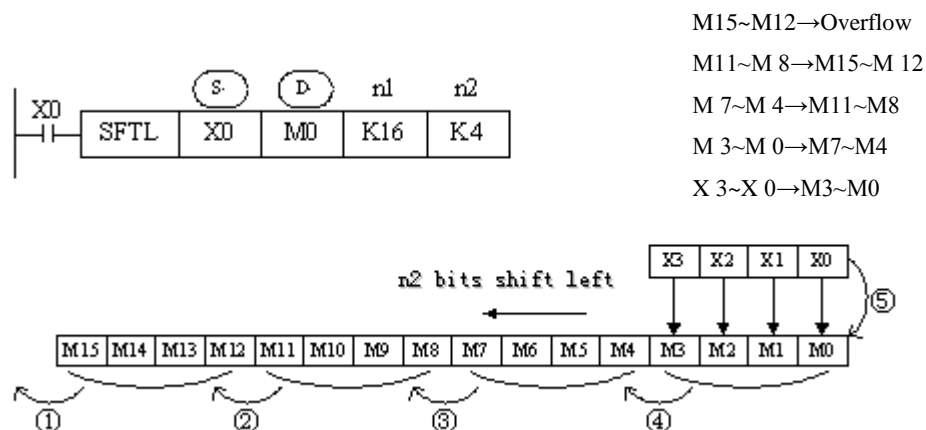 M15~M12→Overflow
M11~M 8→M15~M 12
M 7~M 4→M11~M8
M 3~M 0→M7~M4
X 3~X 0→M3~M0
S· D· n1 n2
X0
SFTL X0 M0 K16 K4
X3 X2 X1 X0
n2 bits shift left
⑤
M15 M14 M13 M12 M11 M10 M9 M8 M7 M6 M5 M4 M3 M2 M1 M0
① ② ③ ④